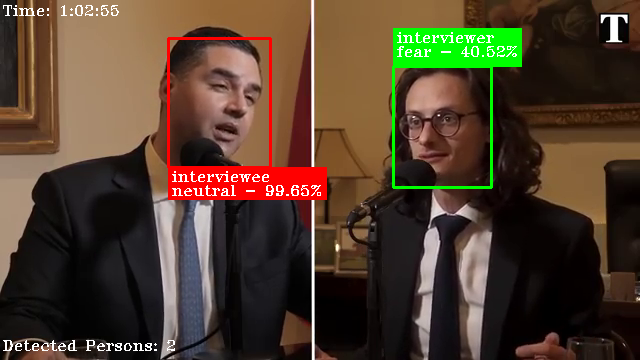 Time: 1:02:55
T
interviewer
fear - 40.52%
interviewee
neutral - 99.65%
Detected Persons: 2